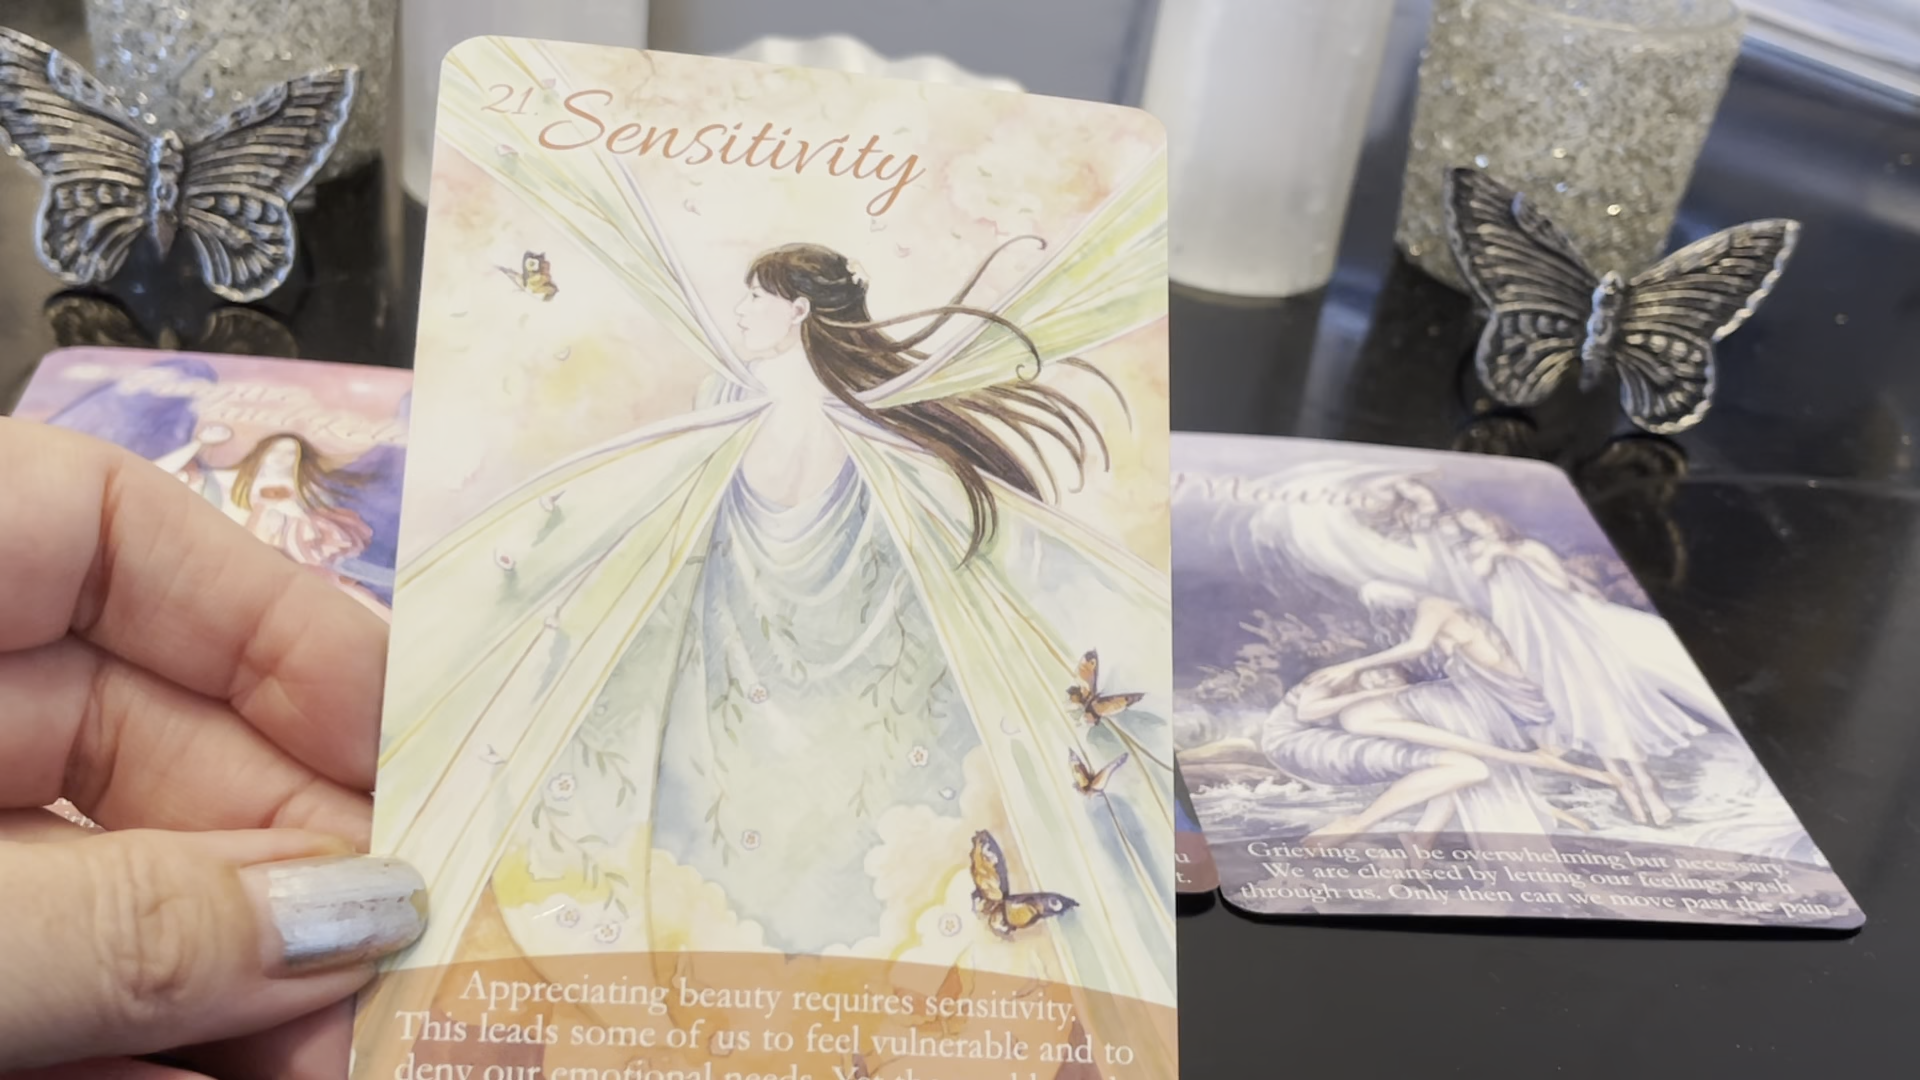 21. Sensitivity
Appreciating beauty requires sensitivity.
This leads some of us to feel vulnerable and to
deny our emotional needs. Yet the
Grieving can be overwhelming but necessary.
We are cleansed by letting our feelings wash
through us. Only then can we move past the pain.